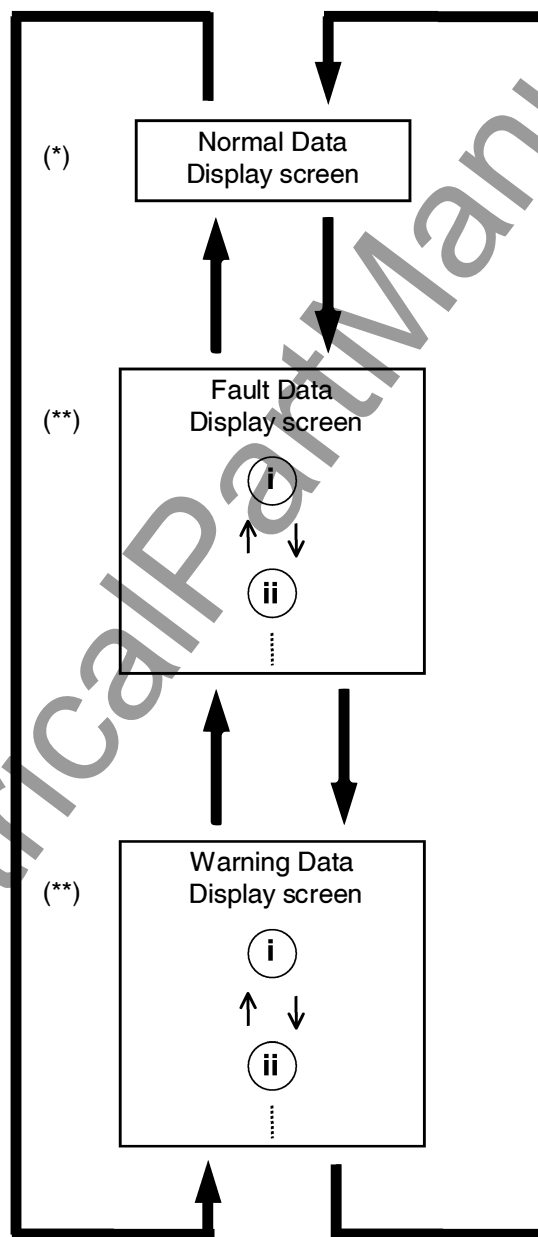 (*)
Normal Data
Display screen
(**)
Fault Data
Display screen
i
ii
(**)
Warning Data
Display screen
i
ii